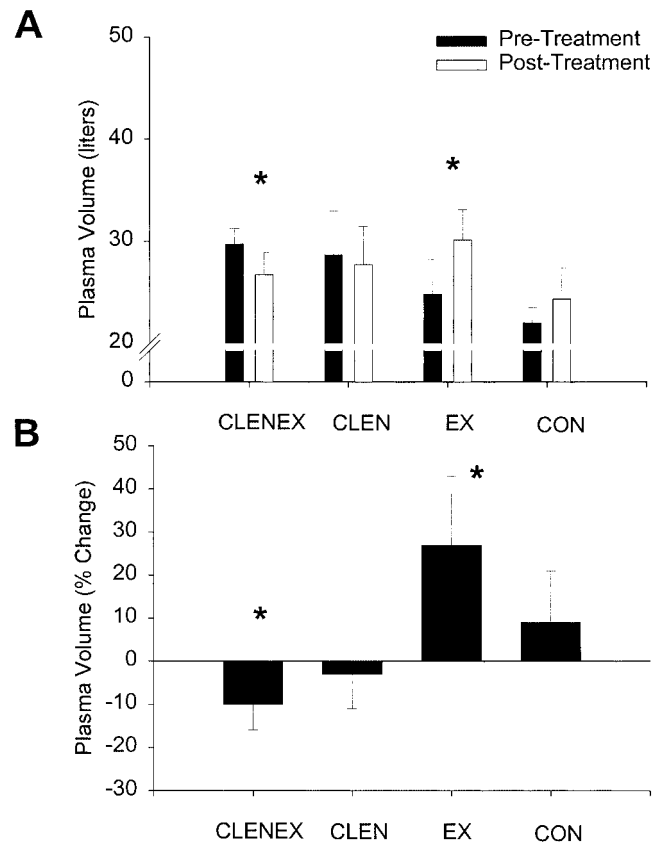 A
50
Pre-Treatment
Post-Treatment
40
Plasma Volume (liters)
*
*
30
20
0
CLENEX CLEN EX CON
B
50
40
*
30
20
Plasma Volume (% Change)
10
*
0
-10
-20
-30
CLENEX CLEN EX CON